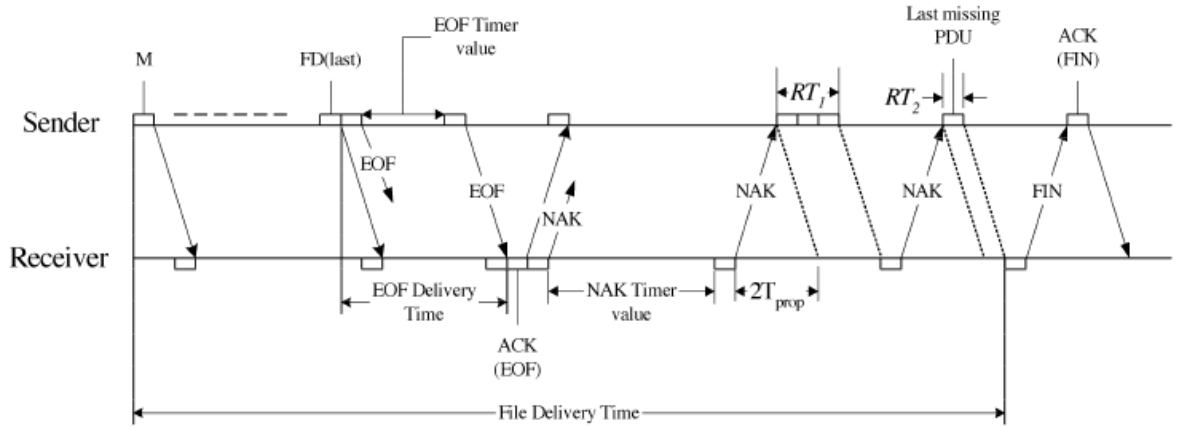 EOF Timer
value
Last missing
PDU
ACK
(FIN)
M
FD(last)
RT1
RT2
Sender
EOF
EOF
NAK
NAK
NAK
FIN
Receiver
EOF Delivery
Time
NAK Timer
value
2Tprop
ACK
(EOF)
File Delivery Time